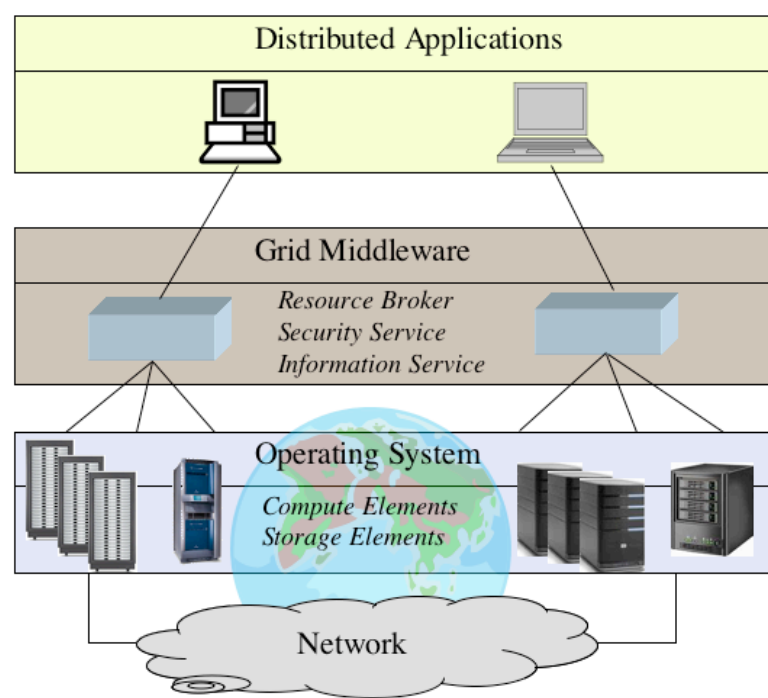 Distributed Applications
Grid Middleware
Resource Broker
Security Service
Information Service
Operating System
Compute Elements
Storage Elements
Network